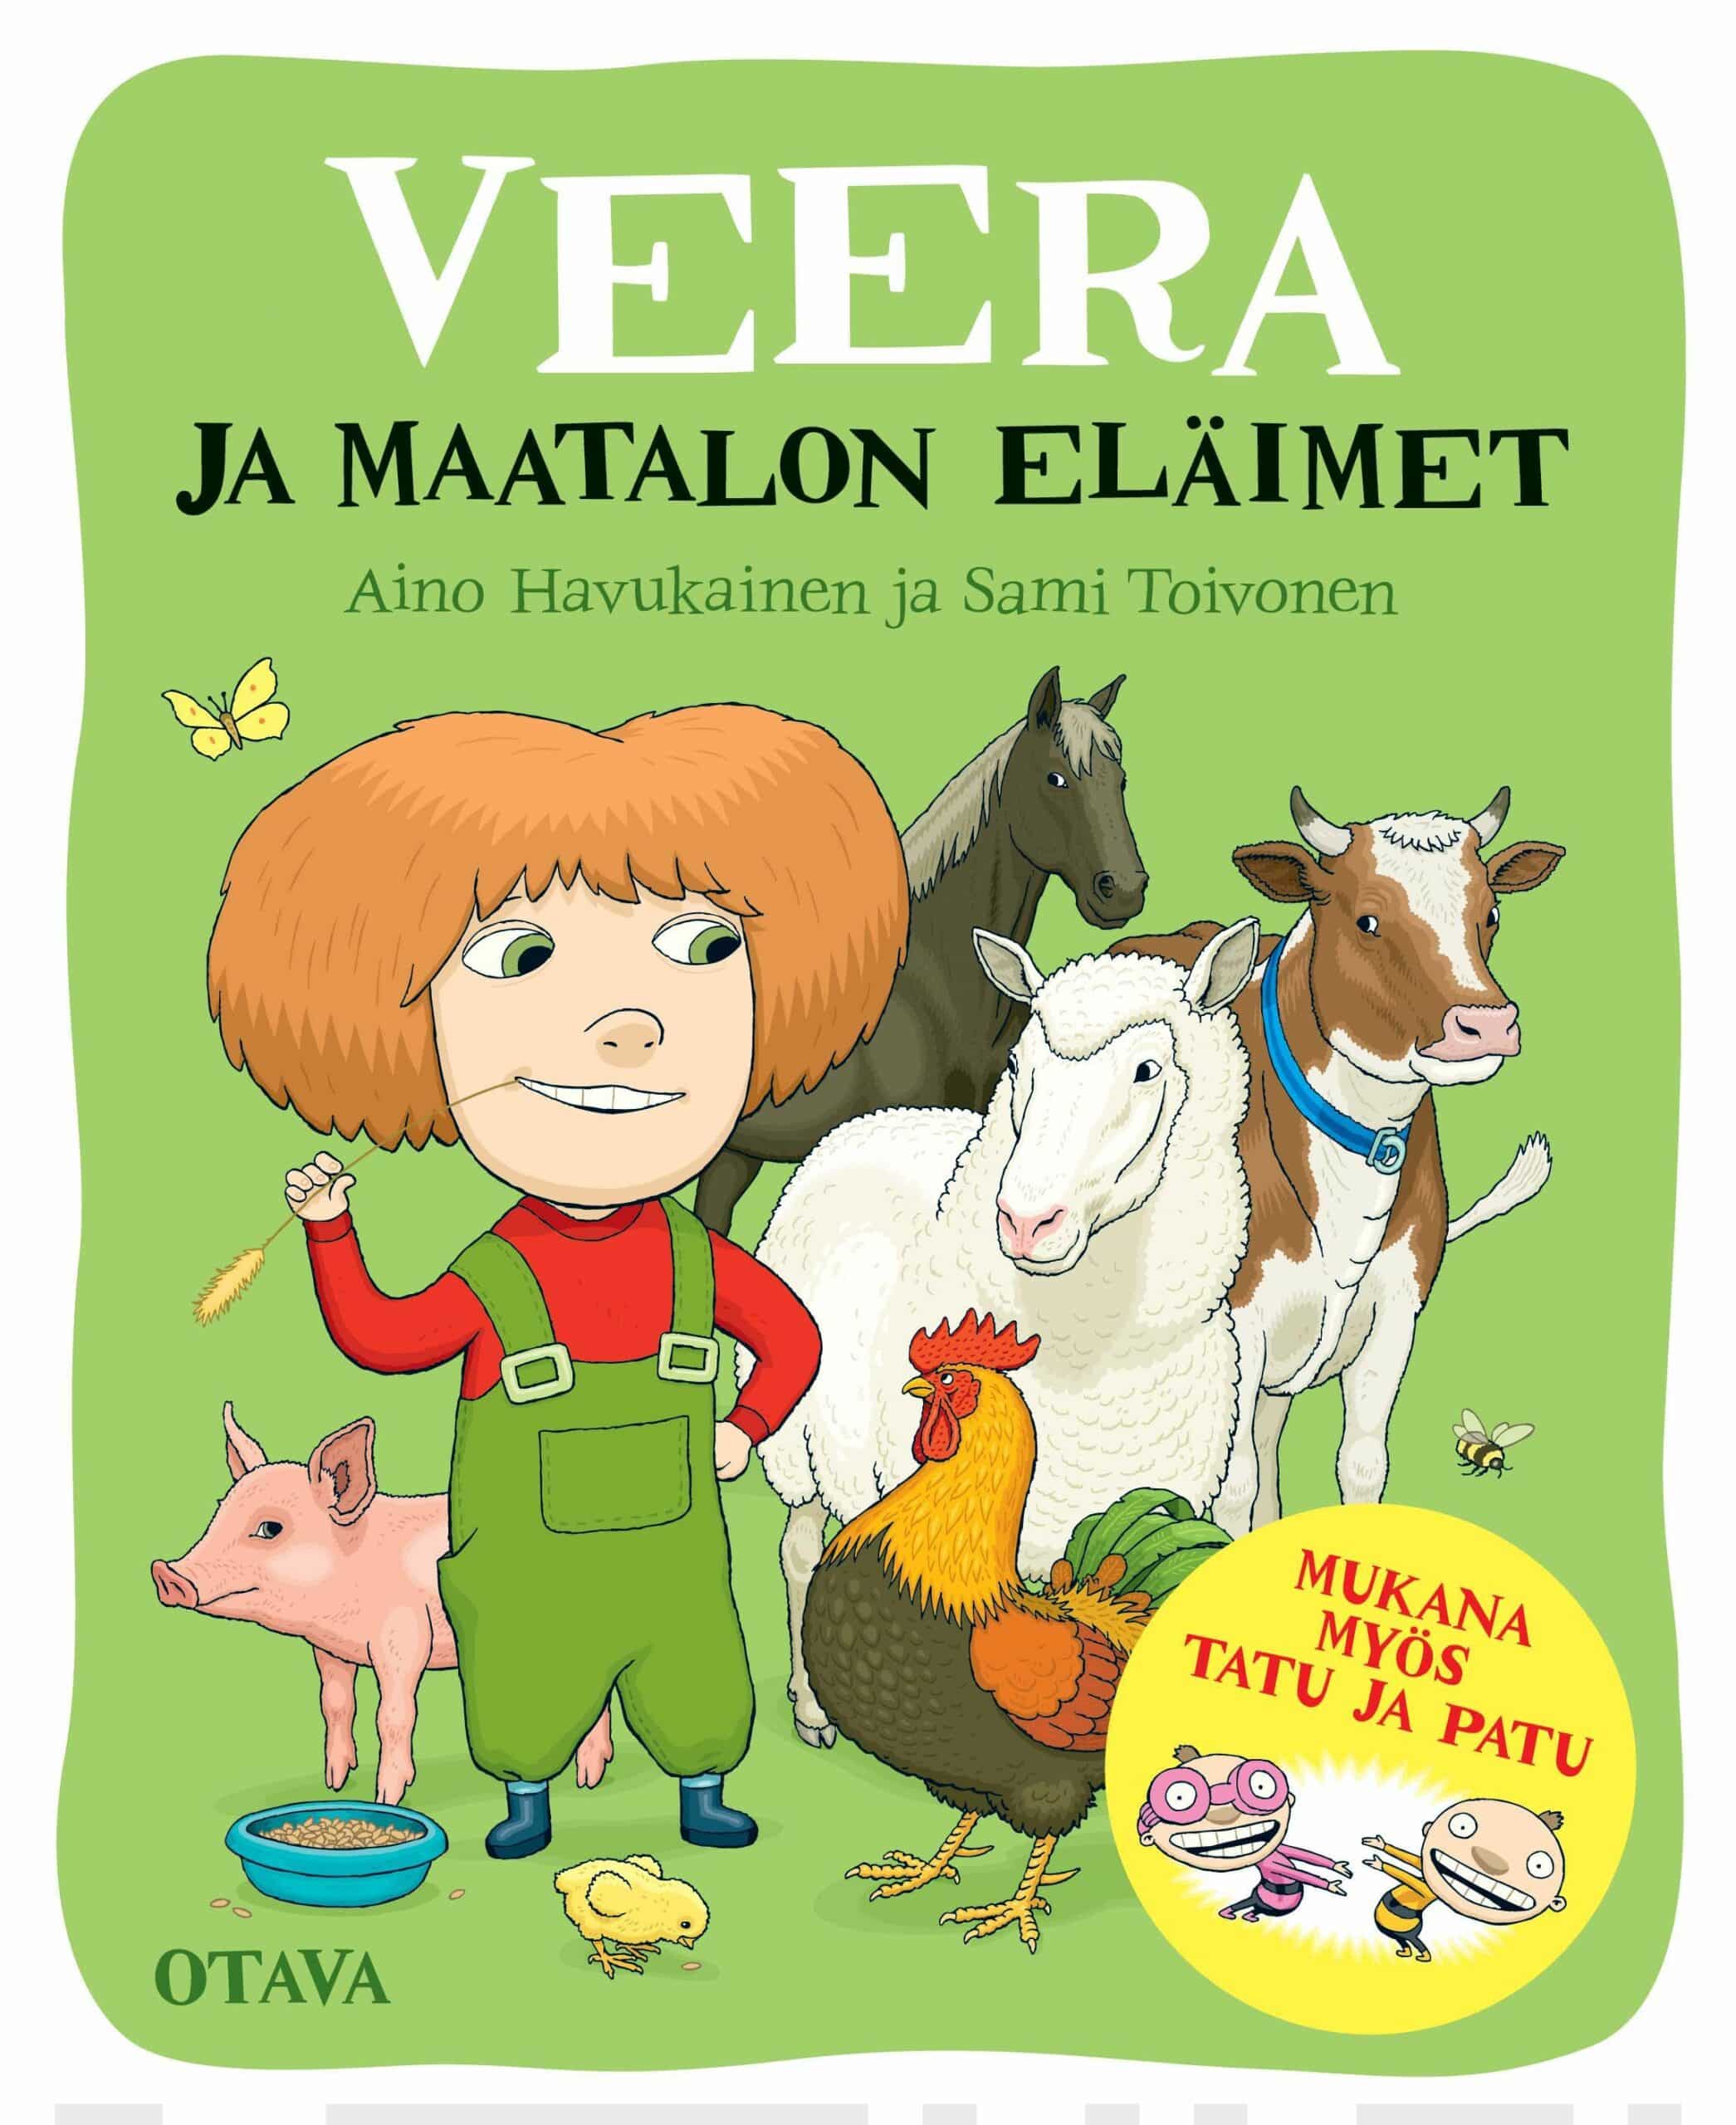 VEERA
JA MAATALON ELÄIMET
Aino Havukainen ja Sami Toivonen
MUKANA
MYÖS
TATU JA PATU
OTAVA